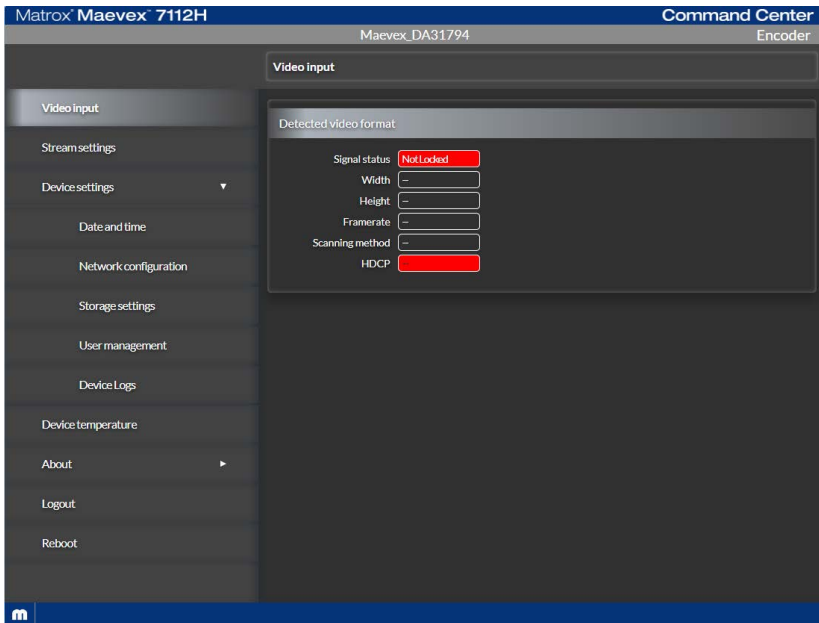 Matrox® Maevex™ 7112H
Command Center
Maevex_DA31794
Encoder
Video input
Video input
Stream settings
Device settings ▼
Date and time
Network configuration
Storage settings
User management
Device Logs
Device temperature
About ►
Logout
Reboot
Detected video format
Signal status Not Locked
Width –
Height –
Framerate –
Scanning method –
HDCP –
m